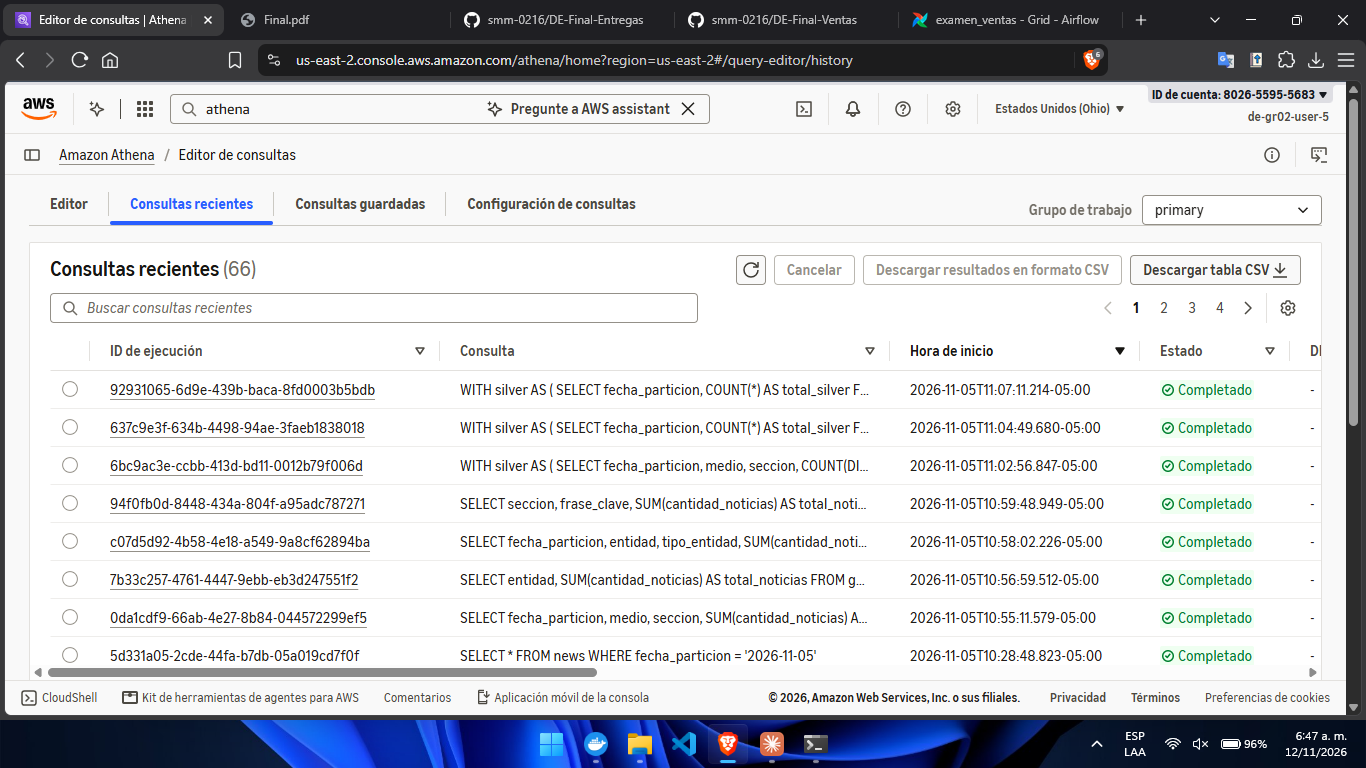 Editor de consultas | Athena
Final.pdf
smm-0216/DE-Final-Entregas
smm-0216/DE-Final-Ventas
examen_ventas - Grid - Airflow
us-east-2.console.aws.amazon.com/athena/home?region=us-east-2#/query-editor/history
6
aws
athena
Pregunte a AWS assistant
Estados Unidos (Ohio)
ID de cuenta: 8026-5595-5683
de-gr02-user-5
Amazon Athena / Editor de consultas
Editor
Consultas recientes
Consultas guardadas
Configuración de consultas
Grupo de trabajo
primary
Consultas recientes (66)
Cancelar
Descargar resultados en formato CSV
Descargar tabla CSV
Buscar consultas recientes
1 2 3 4
ID de ejecución Consulta Hora de inicio Estado
92931065-6d9e-439b-baca-8fd0003b5bdb WITH silver AS ( SELECT fecha_particion, COUNT(*) AS total_silver F... 2026-11-05T11:07:11.214-05:00 Completado -
637c9e3f-634b-4498-94ae-3faeb1838018 WITH silver AS ( SELECT fecha_particion, COUNT(*) AS total_silver F... 2026-11-05T11:04:49.680-05:00 Completado -
6bc9ac3e-ccbb-413d-bd11-0012b79f006d WITH silver AS ( SELECT fecha_particion, medio, seccion, COUNT(DI... 2026-11-05T11:02:56.847-05:00 Completado -
94f0fb0d-8448-434a-804f-a95adc787271 SELECT seccion, frase_clave, SUM(cantidad_noticias) AS total_noti... 2026-11-05T10:59:48.949-05:00 Completado -
c07d5d92-4b58-4e18-a549-9a8cf62894ba SELECT fecha_particion, entidad, tipo_entidad, SUM(cantidad_noti... 2026-11-05T10:58:02.226-05:00 Completado -
7b33c257-4761-4447-9ebb-eb3d247551f2 SELECT entidad, SUM(cantidad_noticias) AS total_noticias FROM g... 2026-11-05T10:56:59.512-05:00 Completado -
0da1cdf9-66ab-4e27-8b84-044572299ef5 SELECT fecha_particion, medio, seccion, SUM(cantidad_noticias) A... 2026-11-05T10:55:11.579-05:00 Completado -
5d331a05-2cde-44fa-b7db-05a019cd7f0f SELECT * FROM news WHERE fecha_particion = '2026-11-05' 2026-11-05T10:28:48.823-05:00 Completado -
CloudShell
Kit de herramientas de agentes para AWS
Comentarios
Aplicación móvil de la consola
© 2026, Amazon Web Services, Inc. o sus filiales.
Privacidad
Términos
Preferencias de cookies
ESP
LAA
96%
6:47 a. m.
12/11/2026